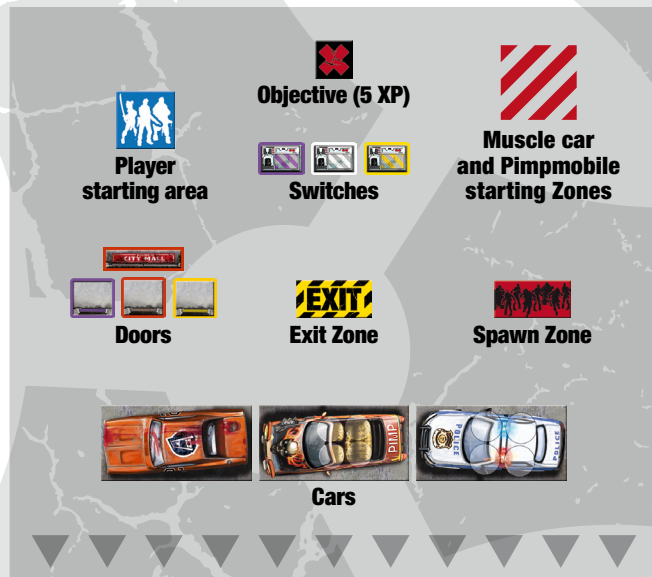 Objective (5 XP)
Player
starting area
Switches
Muscle car
and Pimpmobile
starting Zones
CITY MALL
Doors
EXIT
Exit Zone
Spawn Zone
PIMP
POLICE
POLICE
Cars